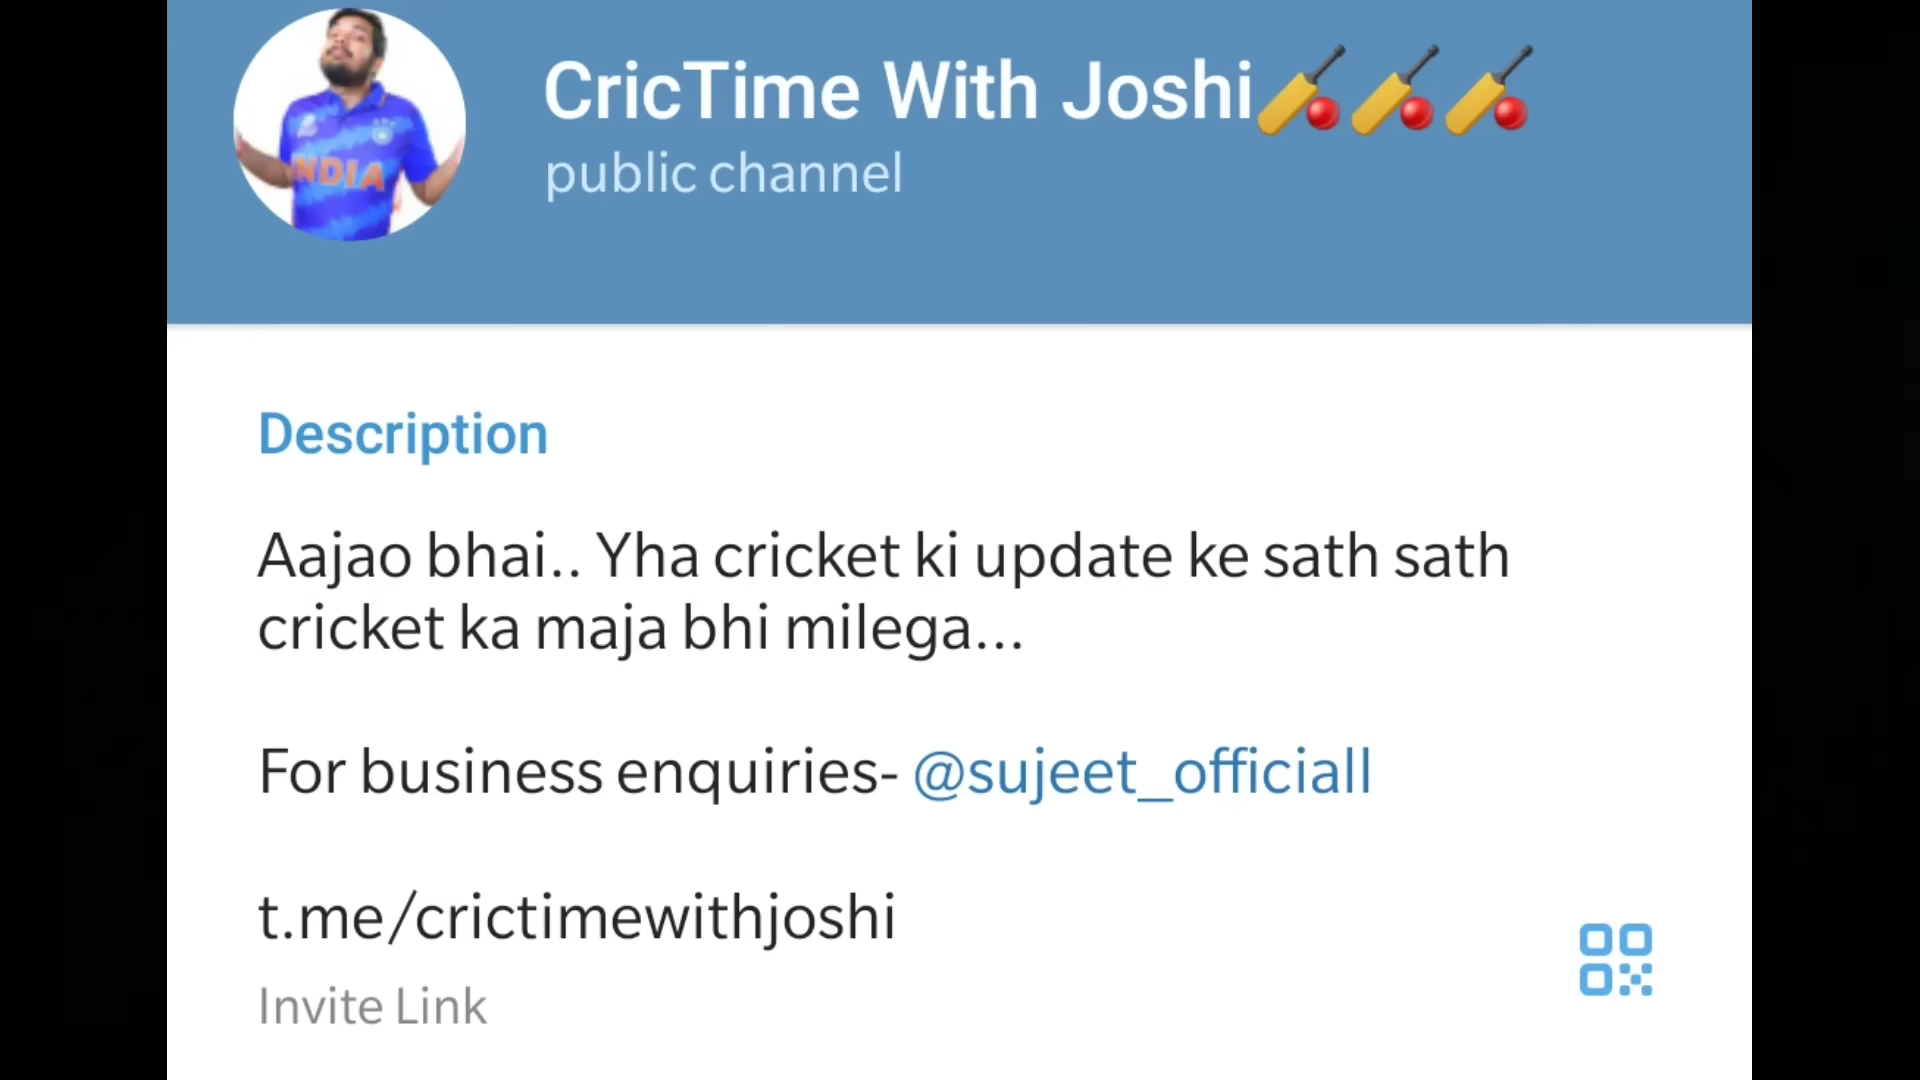 CricTime With Joshi🏏🏏🏏
public channel
INDIA
Description
Aajao bhai.. Yha cricket ki update ke sath sath
cricket ka maja bhi milega...
For business enquiries- @sujeet_officiall
t.me/crictimewithjoshi
Invite Link